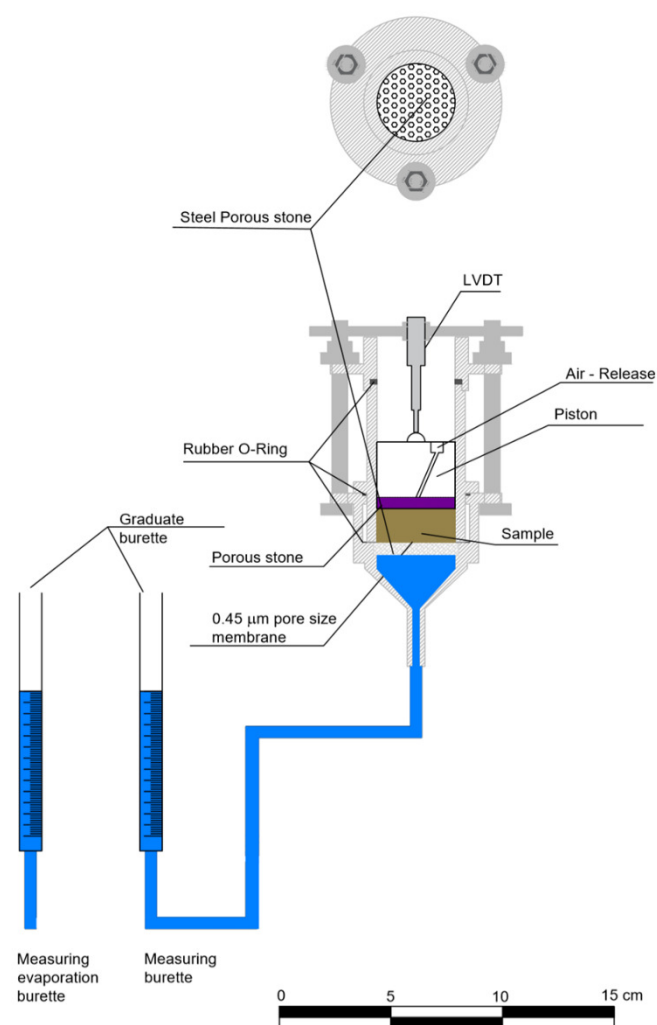 Steel Porous stone
LVDT
Air - Release
Piston
Rubber O-Ring
Graduate
burette
Sample
Porous stone
0.45 μm pore size
membrane
Measuring
evaporation
burette
Measuring
burette
0
5
10
15 cm